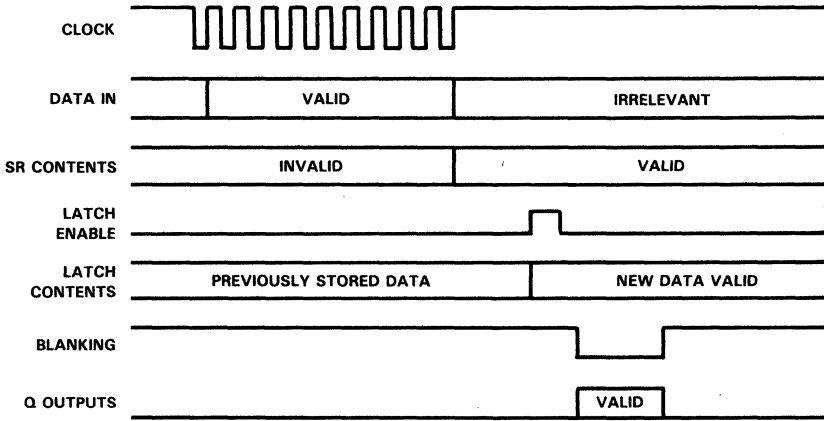 CLOCK
DATA IN
VALID
IRRELEVANT
SR CONTENTS
INVALID
VALID
LATCH
ENABLE
LATCH
CONTENTS
PREVIOUSLY STORED DATA
NEW DATA VALID
BLANKING
Q OUTPUTS
VALID